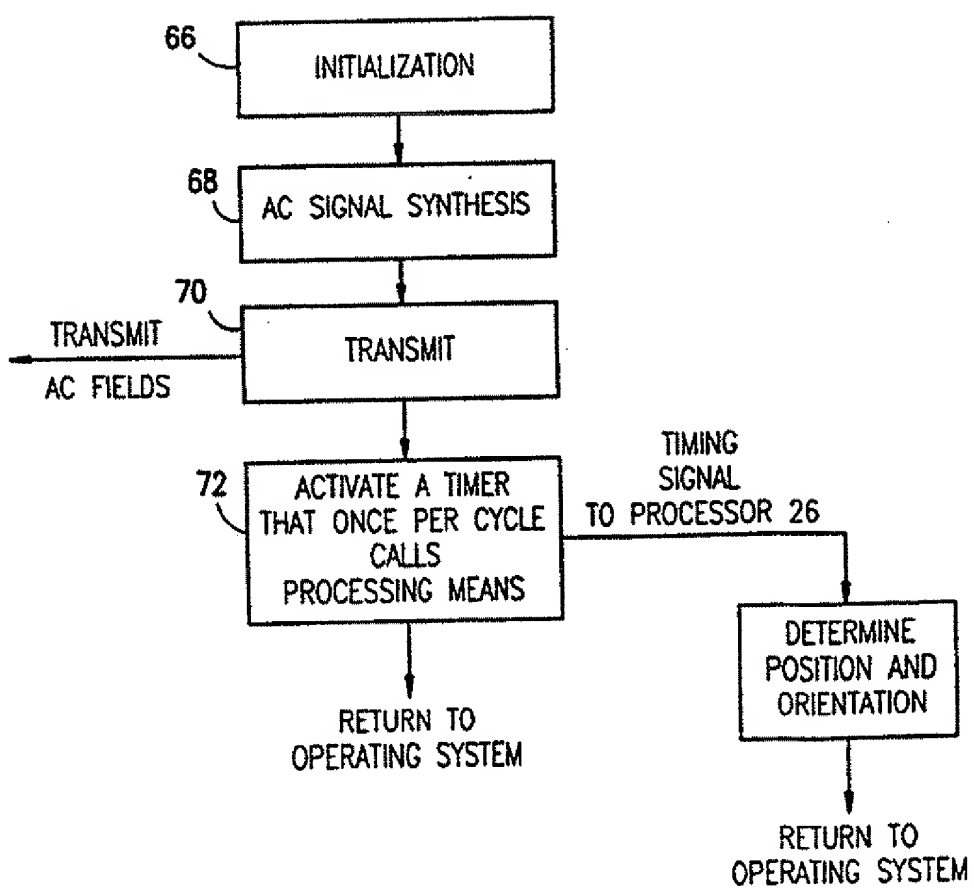 66
INITIALIZATION
68
AC SIGNAL SYNTHESIS
70
TRANSMIT
TRANSMIT
AC FIELDS
72
ACTIVATE A TIMER
THAT ONCE PER CYCLE
CALLS
PROCESSING MEANS
TIMING
SIGNAL
TO PROCESSOR 26
DETERMINE
POSITION AND
ORIENTATION
RETURN TO
OPERATING SYSTEM
RETURN TO
OPERATING SYSTEM